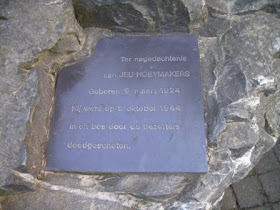 Ter nagedachtenis
van JEU HOEYMAKERS
Geboren 9 maart 1924
Hij werd op 5 oktober 1944
in dit bos door de bezetters
doodgeschoten.